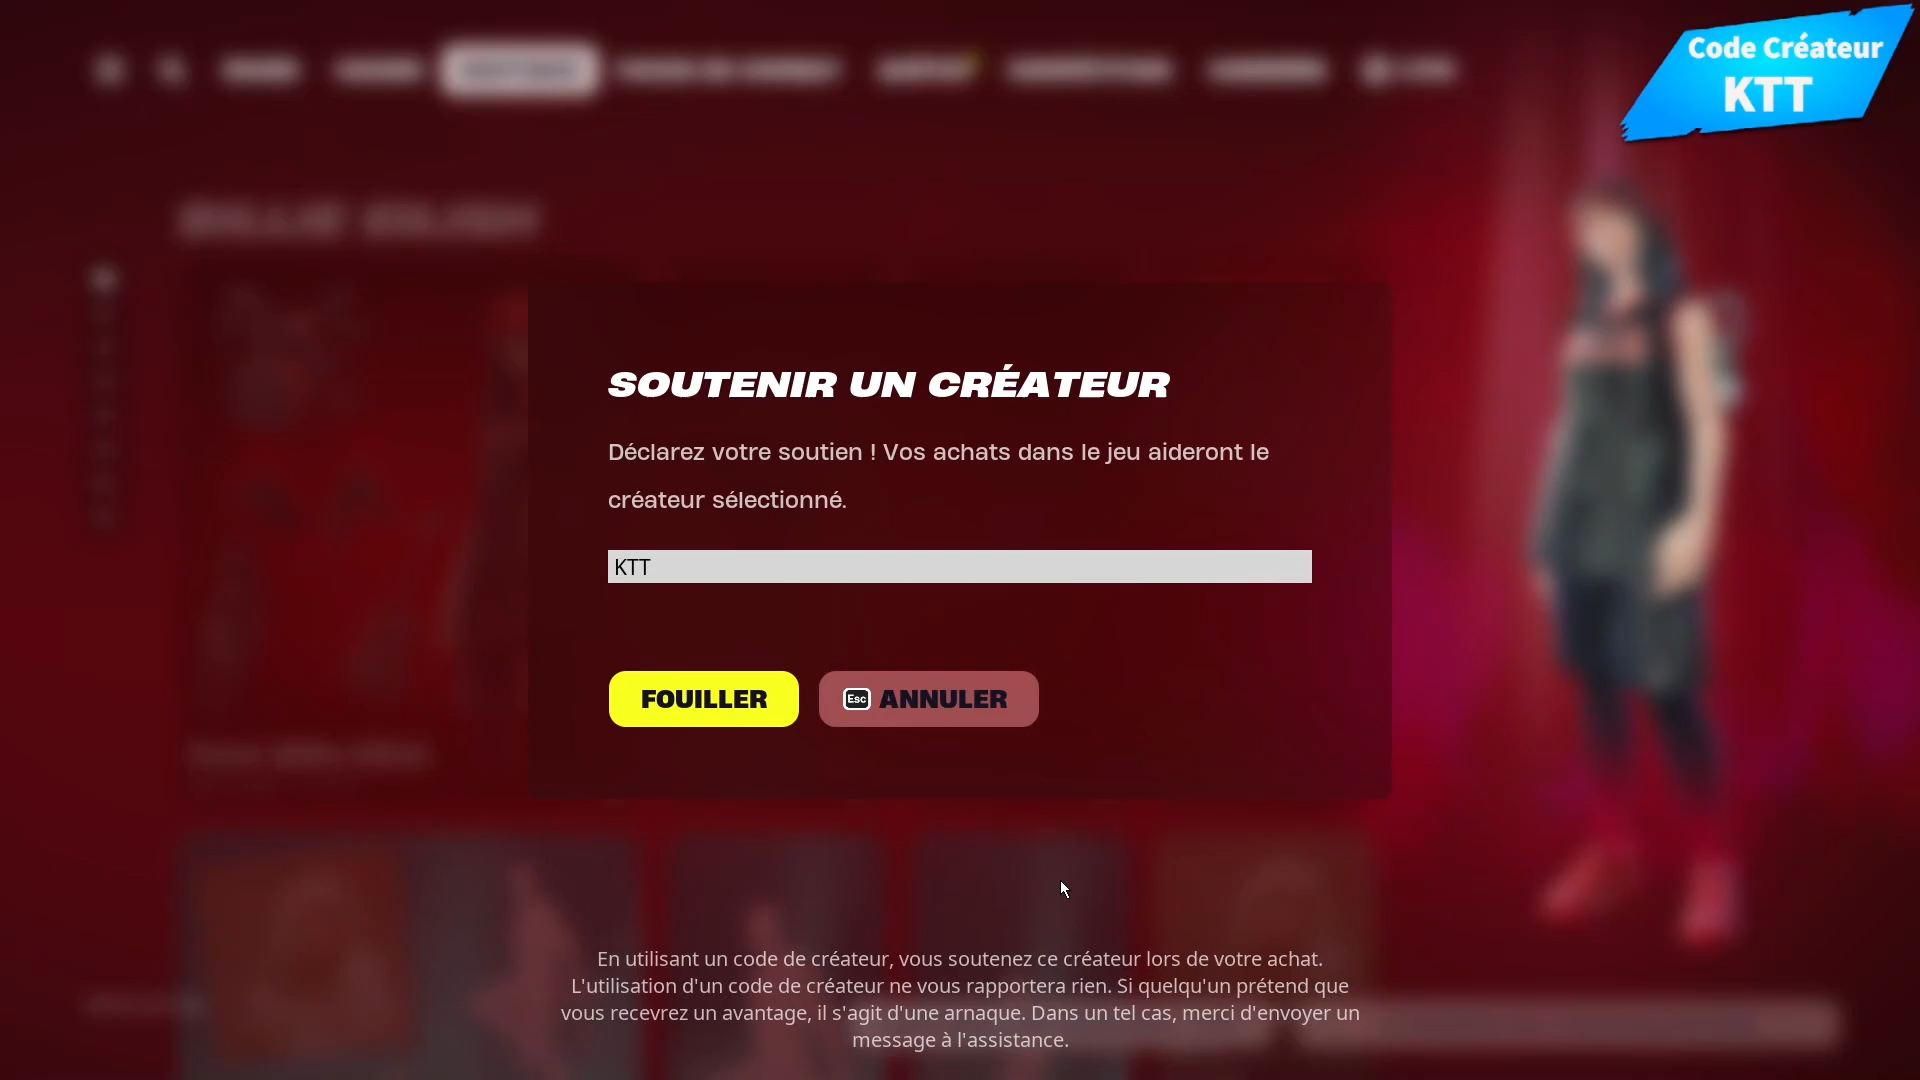 Code Créateur
KTT
SOUTENIR UN CRÉATEUR
Déclarez votre soutien ! Vos achats dans le jeu aideront le
créateur sélectionné.
KTT
FOUILLER
Esc ANNULER
En utilisant un code de créateur, vous soutenez ce créateur lors de votre achat.
L'utilisation d'un code de créateur ne vous rapportera rien. Si quelqu'un prétend que
vous recevrez un avantage, il s'agit d'une arnaque. Dans un tel cas, merci d'envoyer un
message à l'assistance.